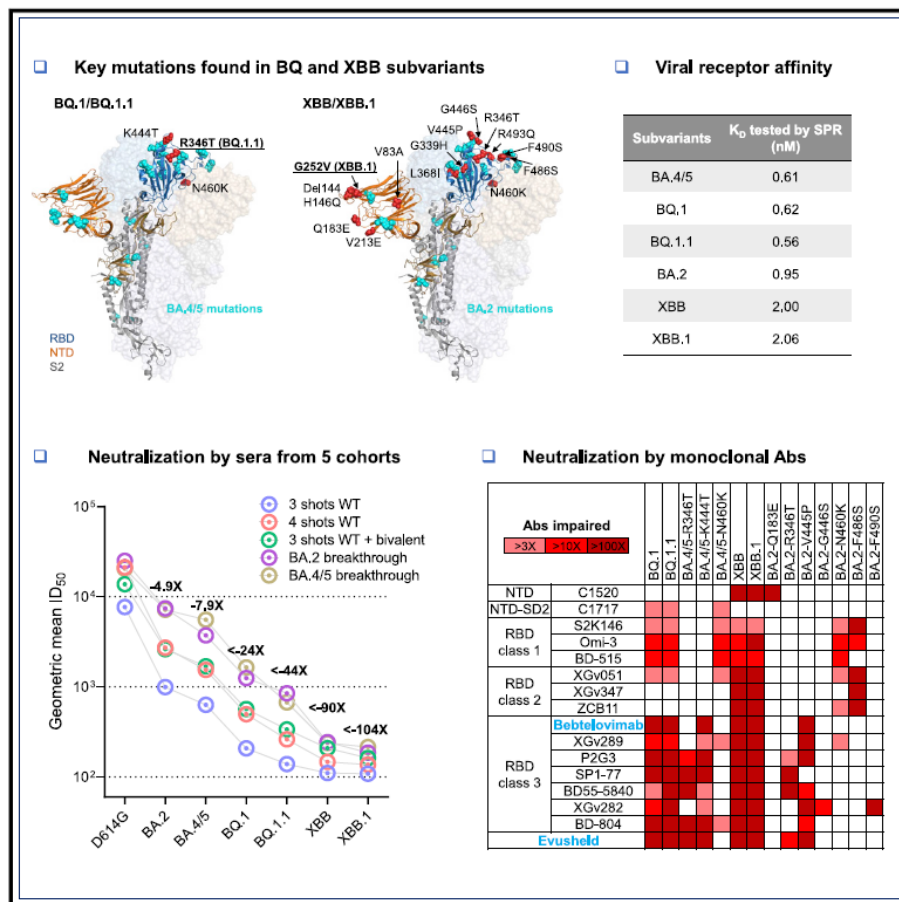 Key mutations found in BQ and XBB subvariants
BQ.1/BQ.1.1
K444T
R346T (BQ.1.1)
N460K
BA.4/5 mutations
RBD
NTD
S2
XBB/XBB.1
G446S
R346T
V445P
R493Q
G339H
F490S
V83A
G252V (XBB.1)
L368I
F486S
Del144
N460K
H146Q
Q183E
V213E
BA.2 mutations
Viral receptor affinity
Subvariants KD tested by SPR (nM)
BA.4/5 0.61
BQ.1 0.62
BQ.1.1 0.56
BA.2 0.95
XBB 2.00
XBB.1 2.06
Neutralization by sera from 5 cohorts
Geometric mean ID50
10^5
10^4
10^3
10^2
3 shots WT
4 shots WT
3 shots WT + bivalent
BA.2 breakthrough
BA.4/5 breakthrough
-4.9X
-7.9X
<-24X
<-44X
<-90X
<-104X
D614G
BA.2
BA.4/5
BQ.1
BQ.1.1
XBB
XBB.1
Neutralization by monoclonal Abs
Abs impaired
>3X >10X >100X
BQ.1
BQ.1.1
BA.4/5-R346T
BA.4/5-K444T
BA.4/5-N460K
XBB
XBB.1
BA.2-Q183E
BA.2-R346T
BA.2-V445P
BA.2-G446S
BA.2-N460K
BA.2-F486S
BA.2-F490S
NTD C1520
NTD-SD2 C1717
RBD class 1
S2K146
Omi-3
BD-515
RBD class 2
XGv051
XGv347
ZCB11
RBD class 3
Bebtelovimab
XGv289
P2G3
SP1-77
BD55-5840
XGv282
BD-804
Evusheld